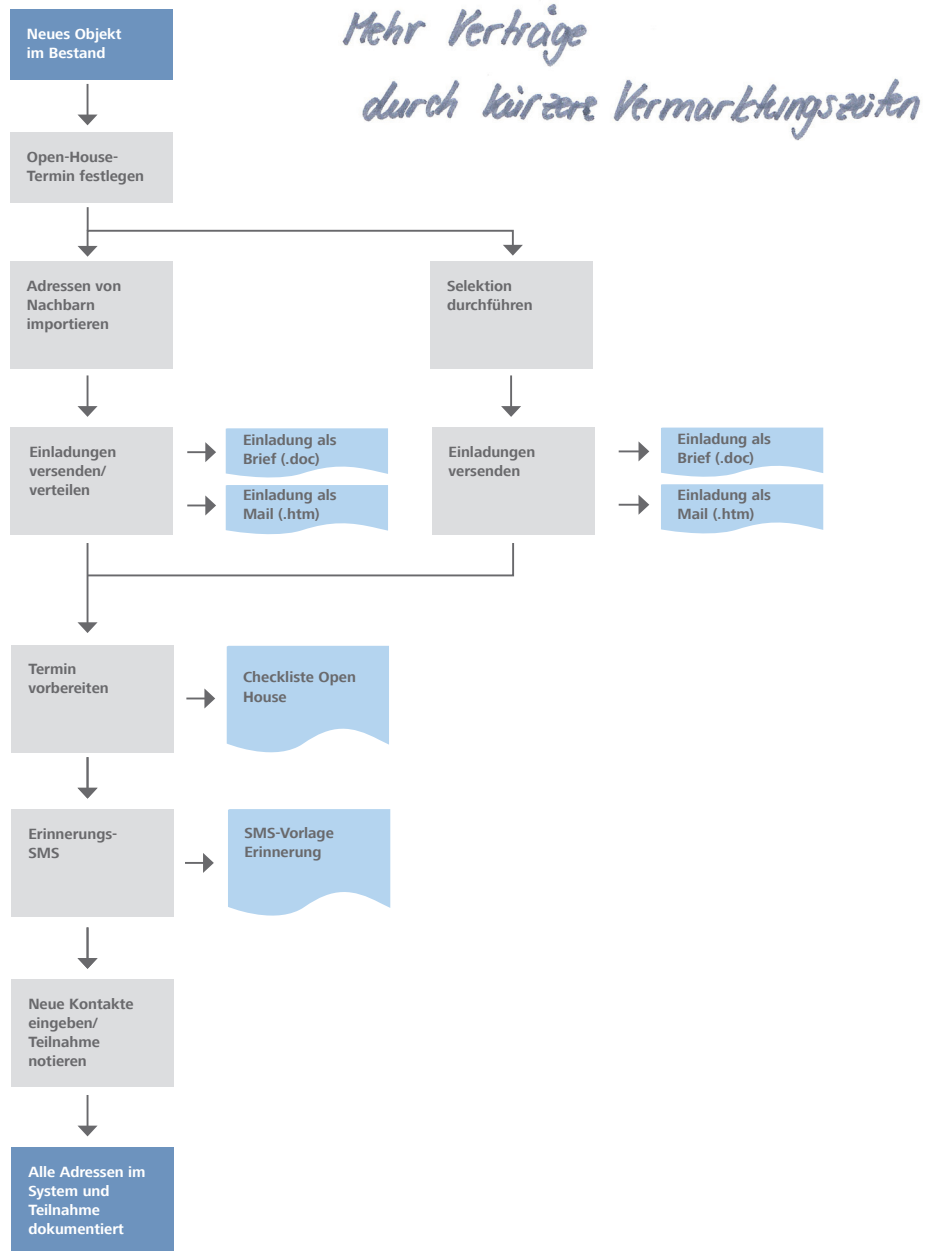 Mehr Verträge
durch kürzere Vermarktungszeiten
Neues Objekt
im Bestand
Open-House-
Termin festlegen
Adressen von
Nachbarn
importieren
Selektion
durchführen
Einladungen
versenden/
verteilen
Einladung als
Brief (.doc)
Einladung als
Mail (.htm)
Einladungen
versenden
Einladung als
Brief (.doc)
Einladung als
Mail (.htm)
Termin
vorbereiten
Checkliste Open
House
Erinnerungs-
SMS
SMS-Vorlage
Erinnerung
Neue Kontakte
eingeben/
Teilnahme
notieren
Alle Adressen im
System und
Teilnahme
dokumentiert